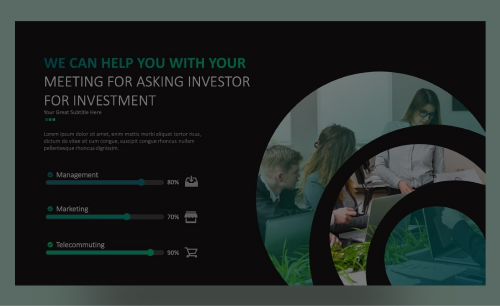 WE CAN HELP YOU WITH YOUR
MEETING FOR ASKING INVESTOR
FOR INVESTMENT
Your Great Subtitle Here
Lorem ipsum dolor sit amet, enim mattis morbi aliquet tortor risus,
dictum dolor sit cum congue, suscipit congue rhoncus nullam
pellentesque rhoncus dignissim.
Management
80%
Marketing
70%
Telecommuting
90%